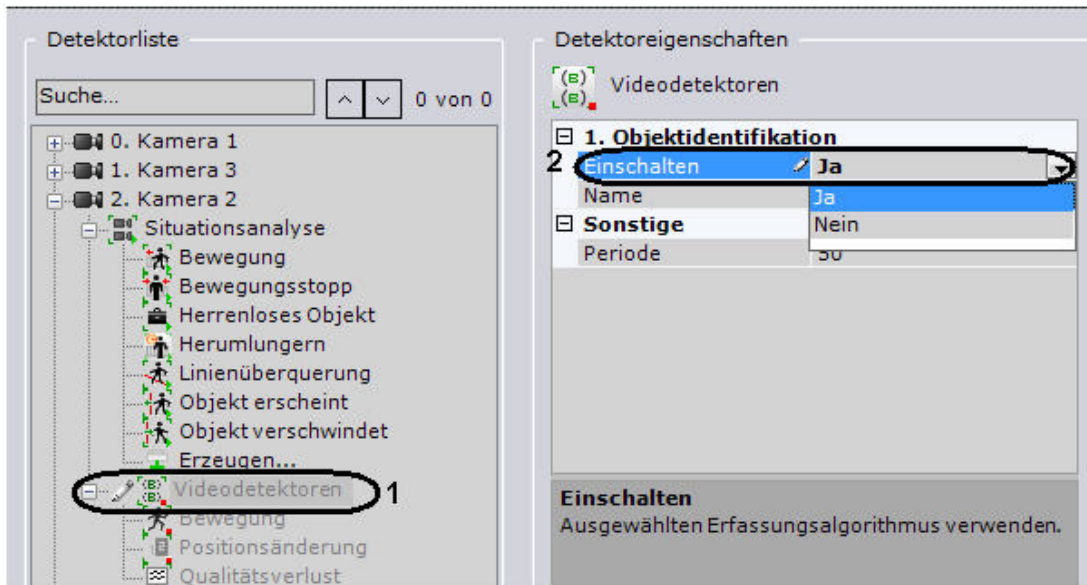 Detektorliste
Suche...
0 von 0
0. Kamera 1
1. Kamera 3
2. Kamera 2
Situationsanalyse
Bewegung
Bewegungsstopp
Herrenloses Objekt
Herumlungern
Linienüberquerung
Objekt erscheint
Objekt verschwindet
Erzeugen...
Videodetektoren 1
Bewegung
Positionsänderung
Qualitätsverlust
Detektoreigenschaften
Videodetektoren
1. Objektidentifikation
2 Einschalten Ja
Name Ja
Nein
Sonstige
Periode 50
Einschalten
Ausgewählten Erfassungsalgorithmus verwenden.